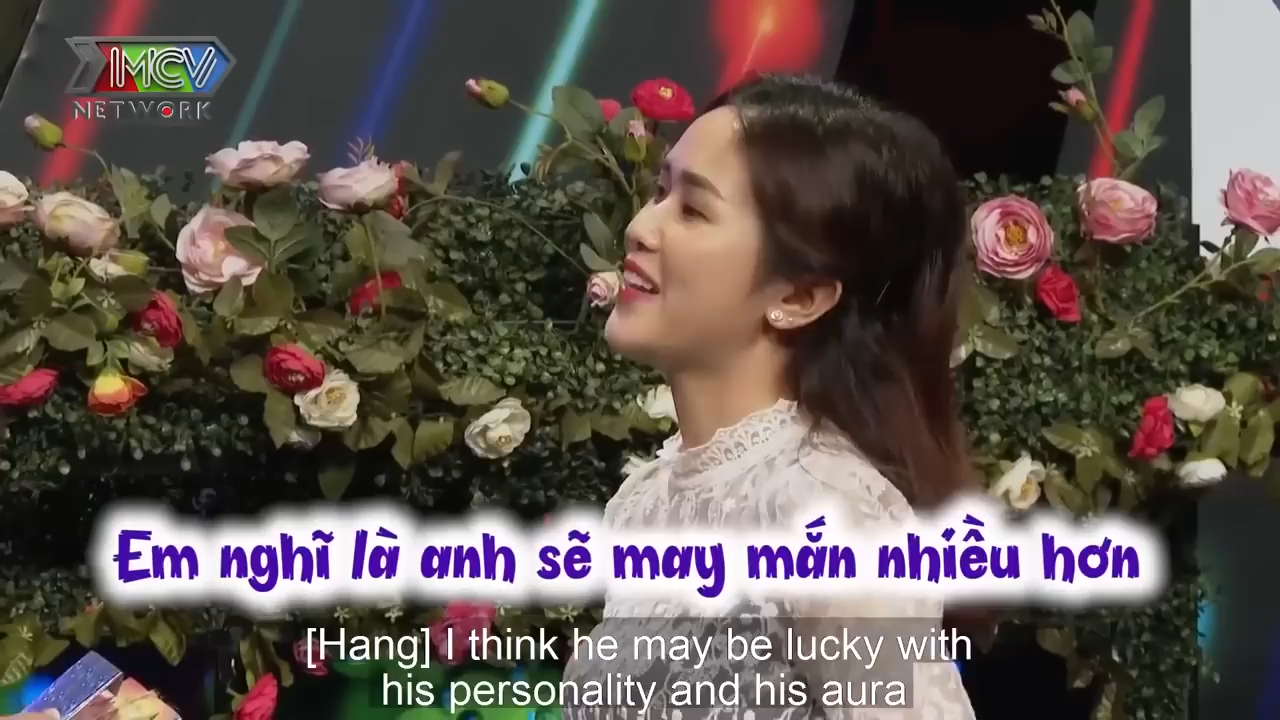 MCV
NETWORK
Em nghĩ là anh sẽ may mắn nhiều hơn
[Hang] I think he may be lucky with
his personality and his aura